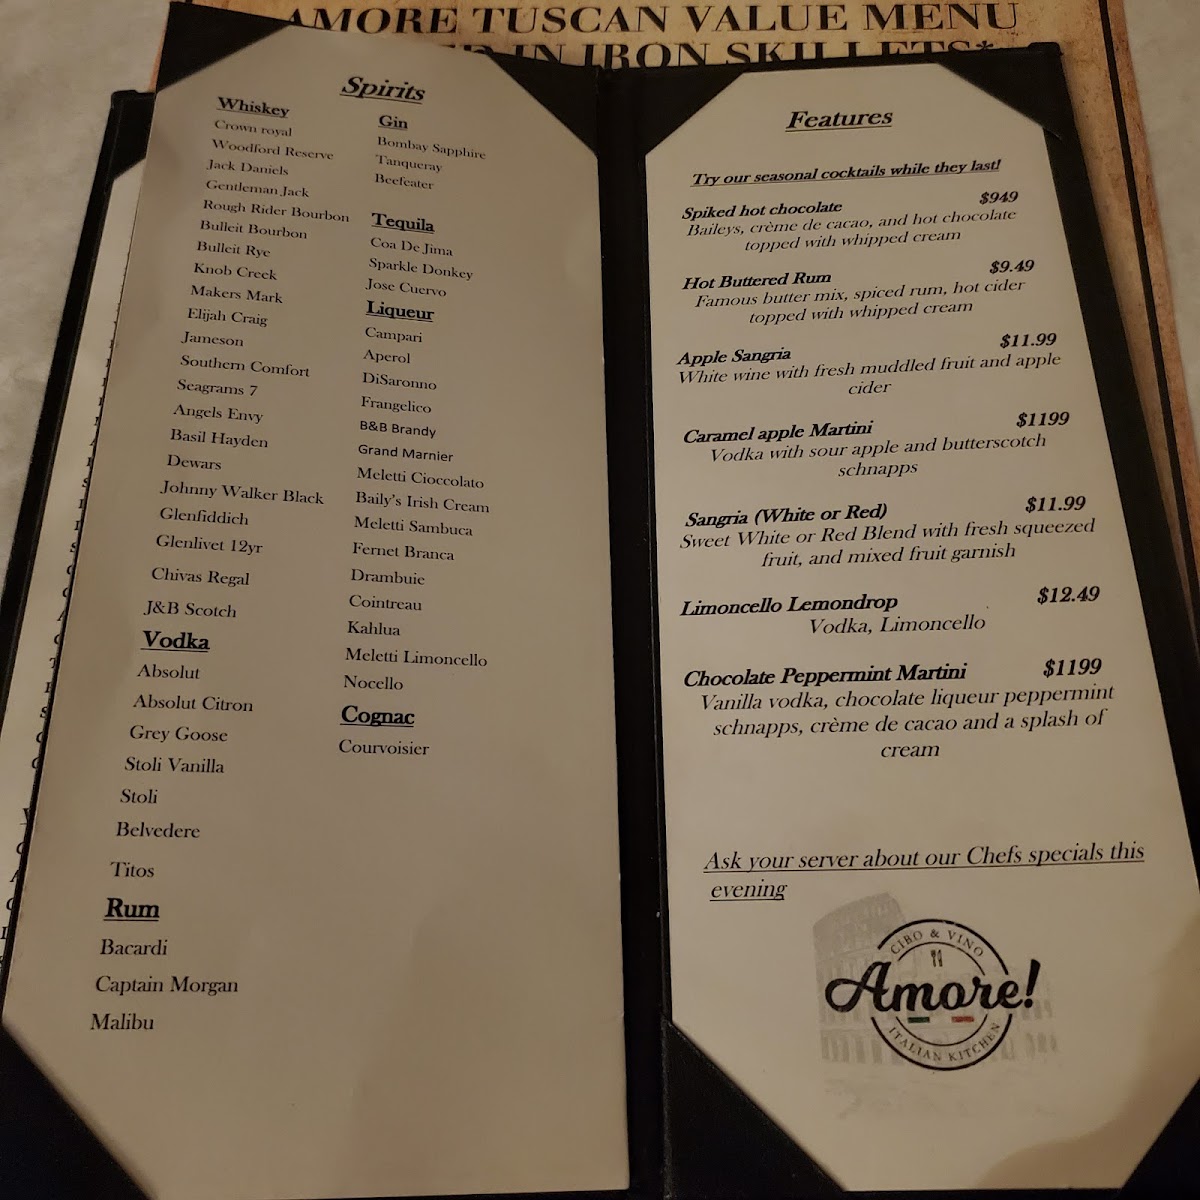 AMORE TUSCAN VALUE MENU
IN IRON SKILLETS*
Spirits
Whiskey
Crown royal
Woodford Reserve
Jack Daniels
Gentleman Jack
Rough Rider Bourbon
Bulleit Bourbon
Bulleit Rye
Knob Creek
Makers Mark
Elijah Craig
Jameson
Southern Comfort
Seagrams 7
Angels Envy
Basil Hayden
Dewars
Johnny Walker Black
Glenfiddich
Glenlivet 12yr
Chivas Regal
J&B Scotch
Vodka
Absolut
Absolut Citron
Grey Goose
Stoli Vanilla
Stoli
Belvedere
Titos
Rum
Bacardi
Captain Morgan
Malibu
Gin
Bombay Sapphire
Tanqueray
Beefeater
Tequila
Coa De Jima
Sparkle Donkey
Jose Cuervo
Liqueur
Campari
Aperol
DiSaronno
Frangelico
B&B Brandy
Grand Marnier
Meletti Cioccolato
Baily's Irish Cream
Meletti Sambuca
Fernet Branca
Drambuie
Cointreau
Kahlua
Meletti Limoncello
Nocello
Cognac
Courvoisier
Features
Try our seasonal cocktails while they last!
Spiked hot chocolate $949
Baileys, crème de cacao, and hot chocolate
topped with whipped cream
Hot Buttered Rum $9.49
Famous butter mix, spiced rum, hot cider
topped with whipped cream
Apple Sangria $11.99
White wine with fresh muddled fruit and apple
cider
Caramel apple Martini $1199
Vodka with sour apple and butterscotch
schnapps
Sangria (White or Red) $11.99
Sweet White or Red Blend with fresh squeezed
fruit, and mixed fruit garnish
Limoncello Lemondrop $12.49
Vodka, Limoncello
Chocolate Peppermint Martini $1199
Vanilla vodka, chocolate liqueur peppermint
schnapps, crème de cacao and a splash of
cream
Ask your server about our Chefs specials this
evening
CIBO & VINO
Amore!
ITALIAN KITCHEN